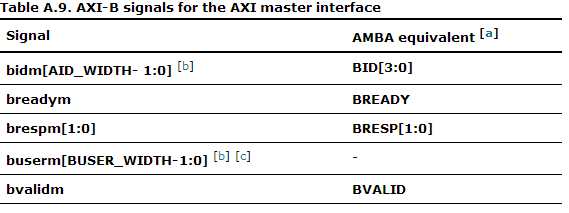 Table A.9. AXI-B signals for the AXI master interface
Signal AMBA equivalent [a]
bidm[AID_WIDTH- 1:0] [b] BID[3:0]
breadym BREADY
brespm[1:0] BRESP[1:0]
buserm[BUSER_WIDTH-1:0] [b] [c] -
bvalidm BVALID